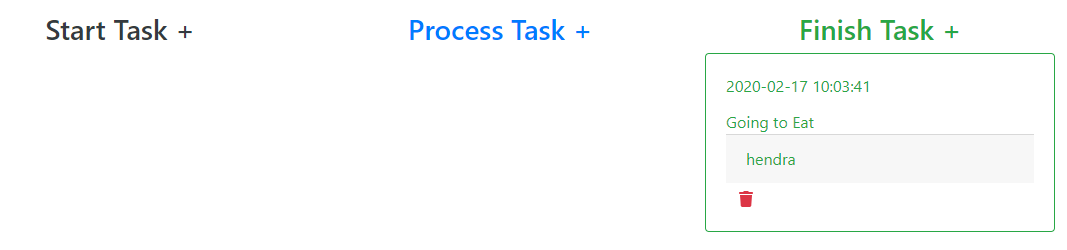 Start Task +
Process Task +
Finish Task +
2020-02-17 10:03:41
Going to Eat
hendra